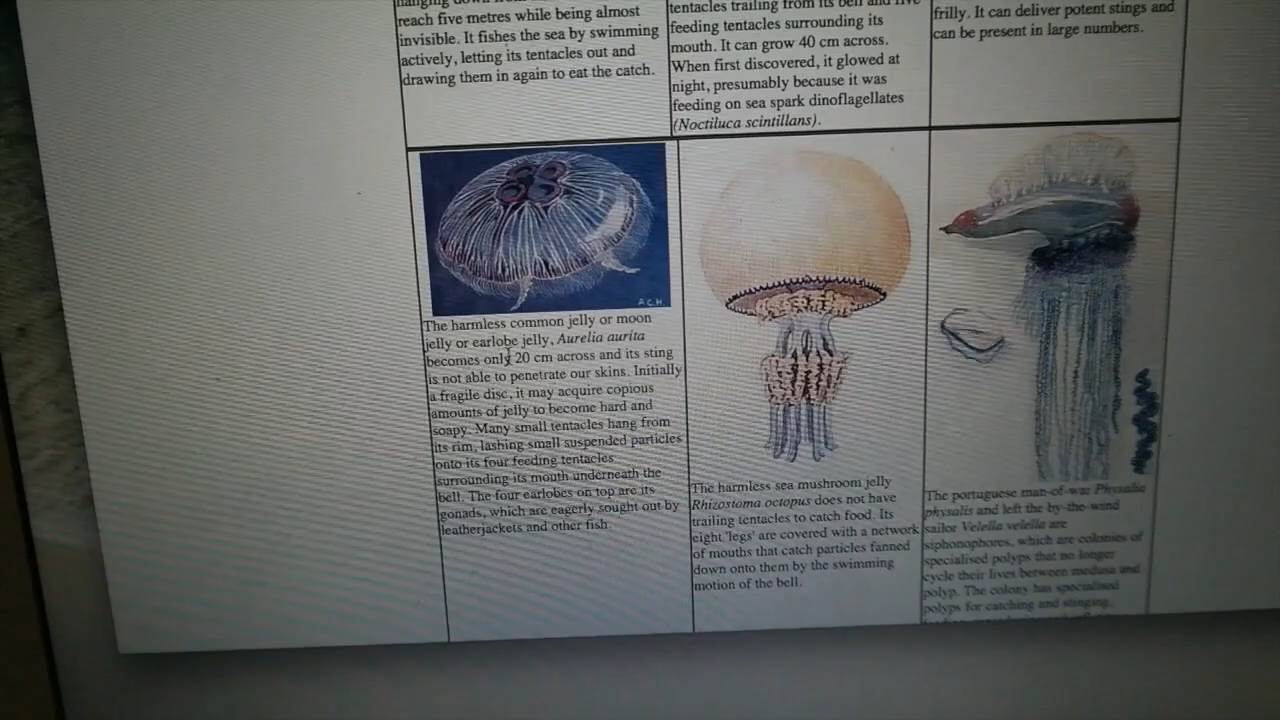 reach five metres while being almost
invisible. It fishes the sea by swimming
actively, letting its tentacles out and
drawing them in again to eat the catch.
tentacles trailing from its bell and five
feeding tentacles surrounding its
mouth. It can grow 40 cm across.
When first discovered, it glowed at
night, presumably because it was
feeding on sea spark dinoflagellates
(Noctiluca scintillans).
frilly. It can deliver potent stings and
can be present in large numbers.
A.C.H.
The harmless common jelly or moon
jelly or earlobe jelly, Aurelia aurita
becomes only 20 cm across and its sting
is not able to penetrate our skins. Initially
a fragile disc, it may acquire copious
amounts of jelly to become hard and
soapy. Many small tentacles hang from
its rim, lashing small suspended particles
onto its four feeding tentacles
surrounding its mouth underneath the
bell. The four earlobes on top are its
gonads, which are eagerly sought out by
leatherjackets and other fish.
The harmless sea mushroom jelly
Rhizostoma octopus does not have
trailing tentacles to catch food. Its
eight 'legs' are covered with a network
of mouths that catch particles fanned
down onto them by the swimming
motion of the bell.
The portuguese man-of-war Physalia
physalis and left the by-the-wind
sailor Velella velella are
siphonophores, which are colonies of
specialised polyps that no longer
cycle their lives between medusa and
polyp. The colony has specialised
polyps for catching and stinging,